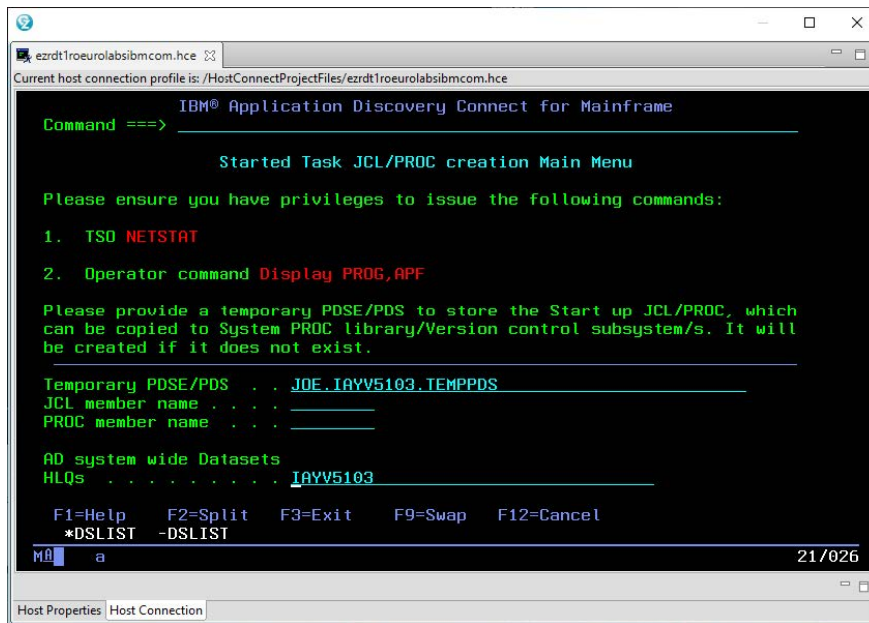 ezrdt1roeurolabsibmcom.hce
Current host connection profile is: /HostConnectProjectFiles/ezrdt1roeurolabsibmcom.hce
IBM® Application Discovery Connect for Mainframe
Command ===>
Started Task JCL/PROC creation Main Menu
Please ensure you have privileges to issue the following commands:
1. TSO NETSTAT
2. Operator command Display PROG,APF
Please provide a temporary PDSE/PDS to store the Start up JCL/PROC, which
can be copied to System PROC library/Version control subsystem/s. It will
be created if it does not exist.
Temporary PDSE/PDS . . JOE.IAYV5103.TEMPPDS
JCL member name . . . .
PROC member name . . .
AD system wide Datasets
HLQs . . . . . . . . . IAYV5103
F1=Help F2=Split F3=Exit F9=Swap F12=Cancel
*DSLIST -DSLIST
MA a 21/026
Host Properties Host Connection